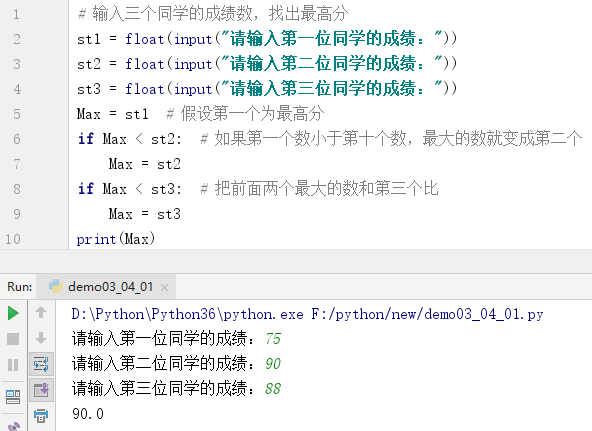 1 # 输入三个同学的成绩数，找出最高分
2 st1 = float(input("请输入第一位同学的成绩："))
3 st2 = float(input("请输入第二位同学的成绩："))
4 st3 = float(input("请输入第三位同学的成绩："))
5 Max = st1 # 假设第一个为最高分
6 if Max < st2: # 如果第一个数小于第十个数，最大的数就变成第二个
7 Max = st2
8 if Max < st3: # 把前面两个最大的数和第三个比
9 Max = st3
10 print(Max)
Run: demo03_04_01
D:\Python\Python36\python.exe F:/python/new/demo03_04_01.py
请输入第一位同学的成绩：75
请输入第二位同学的成绩：90
请输入第三位同学的成绩：88
90.0